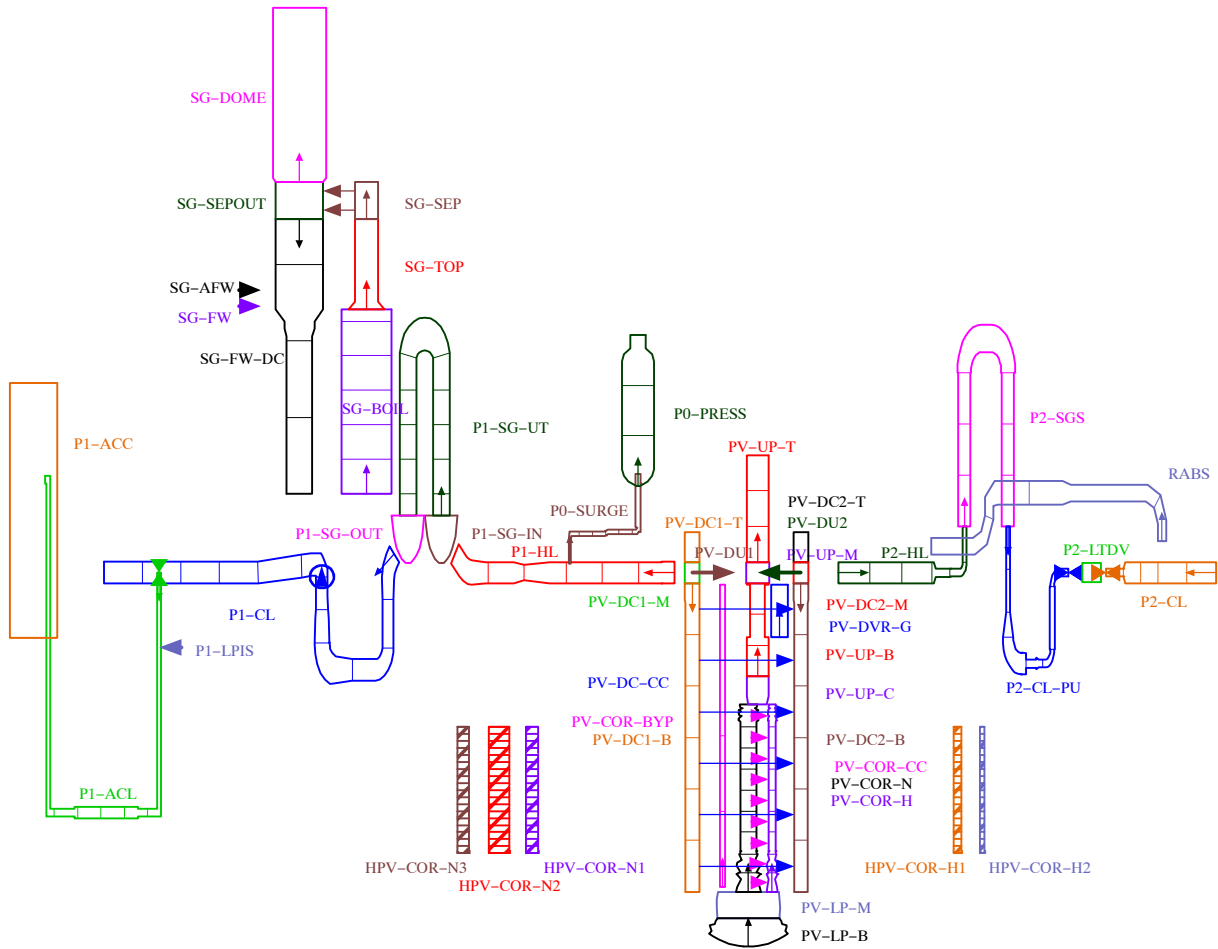 SG-DOME
SG-SEPOUT
SG-SEP
SG-TOP
SG-AFW
SG-FW
SG-FW-DC
SG-BOIL
P0-PRESS
P2-SGS
P1-SG-UT
P1-ACC
PV-UP-T
RABS
PV-DC2-T
P0-SURGE
PV-DC1-T
PV-DU2
P1-SG-OUT
P1-SG-IN
P1-HL
PV-DU1
PV-UP-M
P2-HL
P2-LTDV
PV-DC1-M
PV-DC2-M
P2-CL
P1-CL
PV-DVR-G
P1-LPIS
PV-UP-B
PV-DC-CC
PV-UP-C
P2-CL-PU
PV-COR-BYP
PV-DC1-B
PV-DC2-B
PV-COR-CC
PV-COR-N
P1-ACL
PV-COR-H
HPV-COR-N3
HPV-COR-N1
HPV-COR-H1
HPV-COR-H2
HPV-COR-N2
PV-LP-M
PV-LP-B